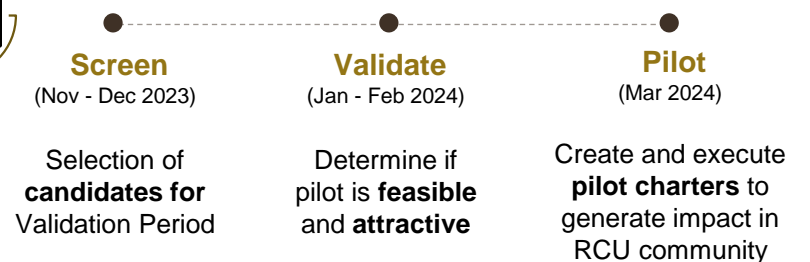 Screen
(Nov - Dec 2023)
Selection of
candidates for
Validation Period
Validate
(Jan - Feb 2024)
Determine if
pilot is feasible
and attractive
Pilot
(Mar 2024)
Create and execute
pilot charters to
generate impact in
RCU community